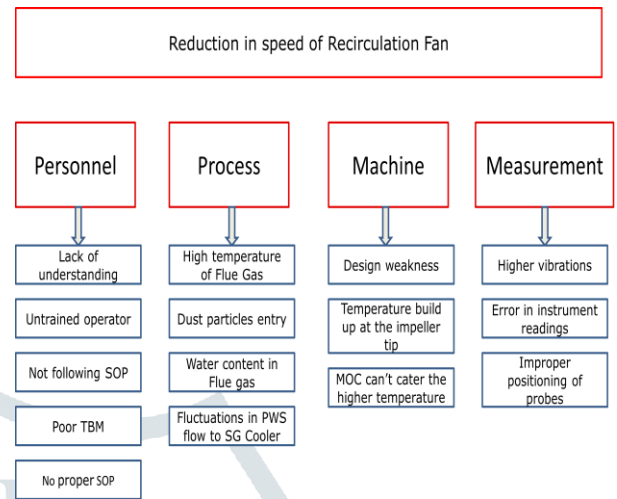 Reduction in speed of Recirculation Fan
Personnel
Process
Machine
Measurement
Lack of
understanding
Untrained operator
Not following SOP
Poor TBM
No proper SOP
High temperature
of Flue Gas
Dust particles entry
Water content in
Flue gas
Fluctuations in PWS
flow to SG Cooler
Design weakness
Temperature build
up at the impeller
tip
MOC can't cater the
higher temperature
Higher vibrations
Error in instrument
readings
Improper
positioning of
probes